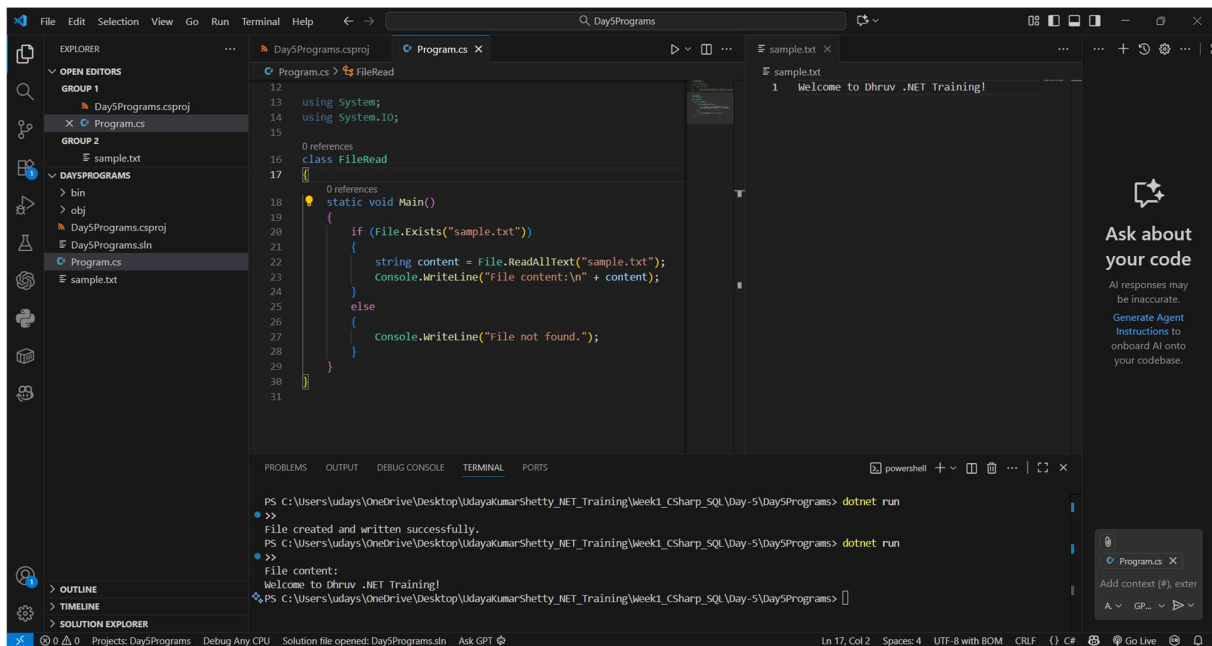 File Edit Selection View Go Run Terminal Help
Day5Programs
EXPLORER
OPEN EDITORS
GROUP 1
Day5Programs.csproj
Program.cs
GROUP 2
sample.txt
DAY5PROGRAMS
bin
obj
Day5Programs.csproj
Day5Programs.sln
Program.cs
sample.txt
OUTLINE
TIMELINE
SOLUTION EXPLORER
Day5Programs.csproj Program.cs
Program.cs > FileRead
12
13 using System;
14 using System.IO;
15
0 references
16 class FileRead
17 {
0 references
18 static void Main()
19 {
20 if (File.Exists("sample.txt"))
21 {
22 string content = File.ReadAllText("sample.txt");
23 Console.WriteLine("File content:\n" + content);
24 }
25 else
26 {
27 Console.WriteLine("File not found.");
28 }
29 }
30 }
31
sample.txt
sample.txt
1 Welcome to Dhruv .NET Training!
PROBLEMS OUTPUT DEBUG CONSOLE TERMINAL PORTS
powershell
PS C:\Users\udays\OneDrive\Desktop\UdayaKumarShetty_NET_Training\Week1_CSharp_SQL\Day-5\Day5Programs> dotnet run
>>
File created and written successfully.
PS C:\Users\udays\OneDrive\Desktop\UdayaKumarShetty_NET_Training\Week1_CSharp_SQL\Day-5\Day5Programs> dotnet run
>>
File content:
Welcome to Dhruv .NET Training!
PS C:\Users\udays\OneDrive\Desktop\UdayaKumarShetty_NET_Training\Week1_CSharp_SQL\Day-5\Day5Programs>
Ask about
your code
AI responses may
be inaccurate.
Generate Agent
Instructions to
onboard AI onto
your codebase.
Program.cs
Add context (#), exter
A. GP...
0 0 Projects: Day5Programs Debug Any CPU Solution file opened: Day5Programs.sln Ask GPT
Ln 17, Col 2 Spaces: 4 UTF-8 with BOM CRLF {} C# Go Live